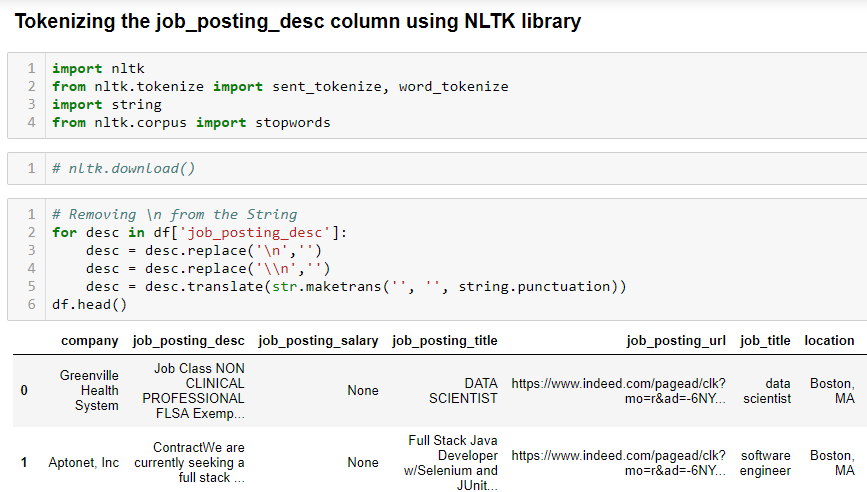 Tokenizing the job_posting_desc column using NLTK library
1 import nltk
2 from nltk.tokenize import sent_tokenize, word_tokenize
3 import string
4 from nltk.corpus import stopwords
1 # nltk.download()
1 # Removing \n from the String
2 for desc in df['job_posting_desc']:
3     desc = desc.replace('\n','')
4     desc = desc.replace('\\n','')
5     desc = desc.translate(str.maketrans('', '', string.punctuation))
6 df.head()
company job_posting_desc job_posting_salary job_posting_title job_posting_url job_title location
0
Greenville
Health
System
Job Class NON
CLINICAL
PROFESSIONAL
FLSA Exemp...
None
DATA
SCIENTIST
https://www.indeed.com/pagead/clk?
mo=r&ad=-6NY...
data
scientist
Boston,
MA
1
Aptonet, Inc
ContractWe are
currently seeking a
full stack ...
None
Full Stack Java
Developer
w/Selenium and
JUnit...
https://www.indeed.com/pagead/clk?
mo=r&ad=-6NY...
software
engineer
Boston,
MA